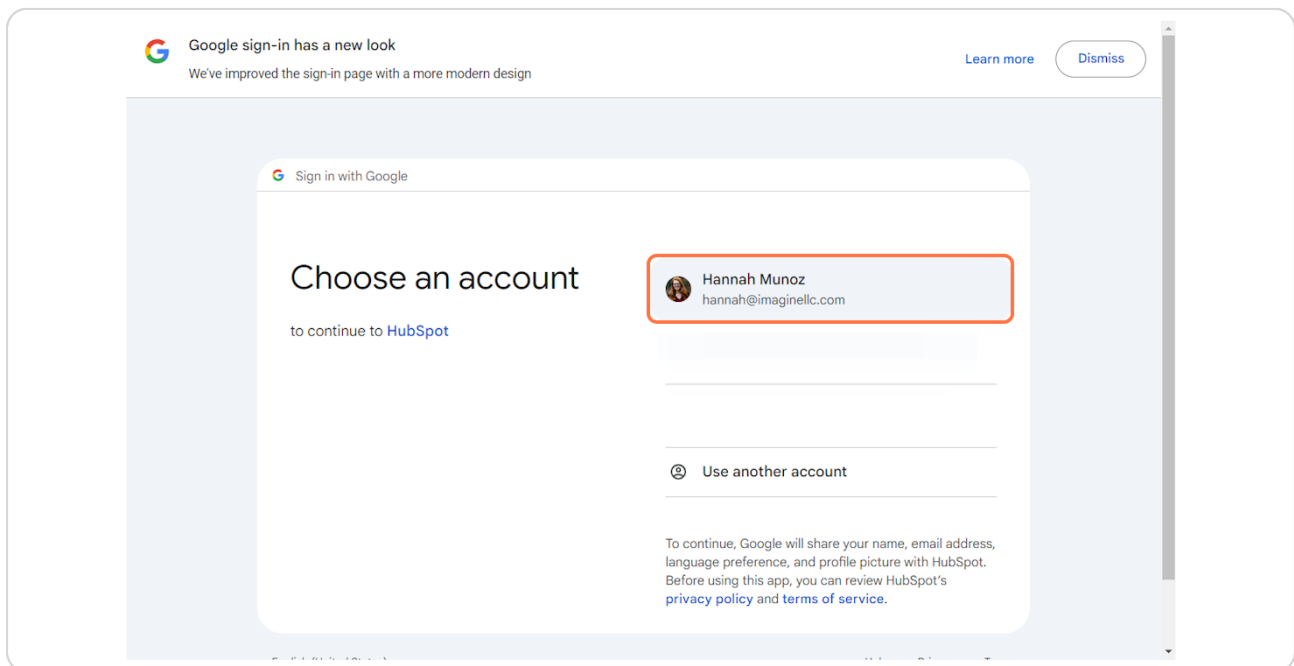 Google sign-in has a new look
We've improved the sign-in page with a more modern design
Learn more
Dismiss
Sign in with Google
Choose an account
to continue to HubSpot
Hannah Munoz
hannah@imaginellc.com
Use another account
To continue, Google will share your name, email address,
language preference, and profile picture with HubSpot.
Before using this app, you can review HubSpot's
privacy policy and terms of service.